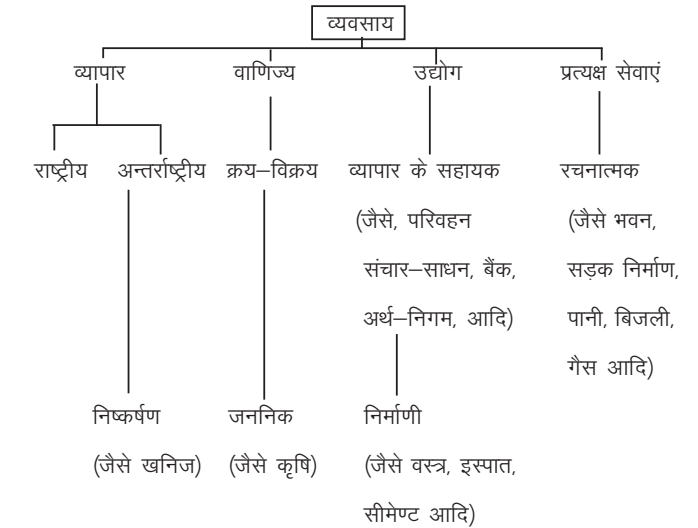 व्यवसाय
व्यापार वाणिज्य उद्योग प्रत्यक्ष सेवाएं
राष्ट्रीय अन्तर्राष्ट्रीय क्रय–विक्रय व्यापार के सहायक रचनात्मक
(जैसे, परिवहन (जैसे भवन,
संचार–साधन, बैंक, सड़क निर्माण,
अर्थ–निगम, आदि) पानी, बिजली,
गैस आदि)
निष्कर्षण जननिक निर्माणी
(जैसे खनिज) (जैसे कृषि) (जैसे वस्त्र, इस्पात,
सीमेण्ट आदि)